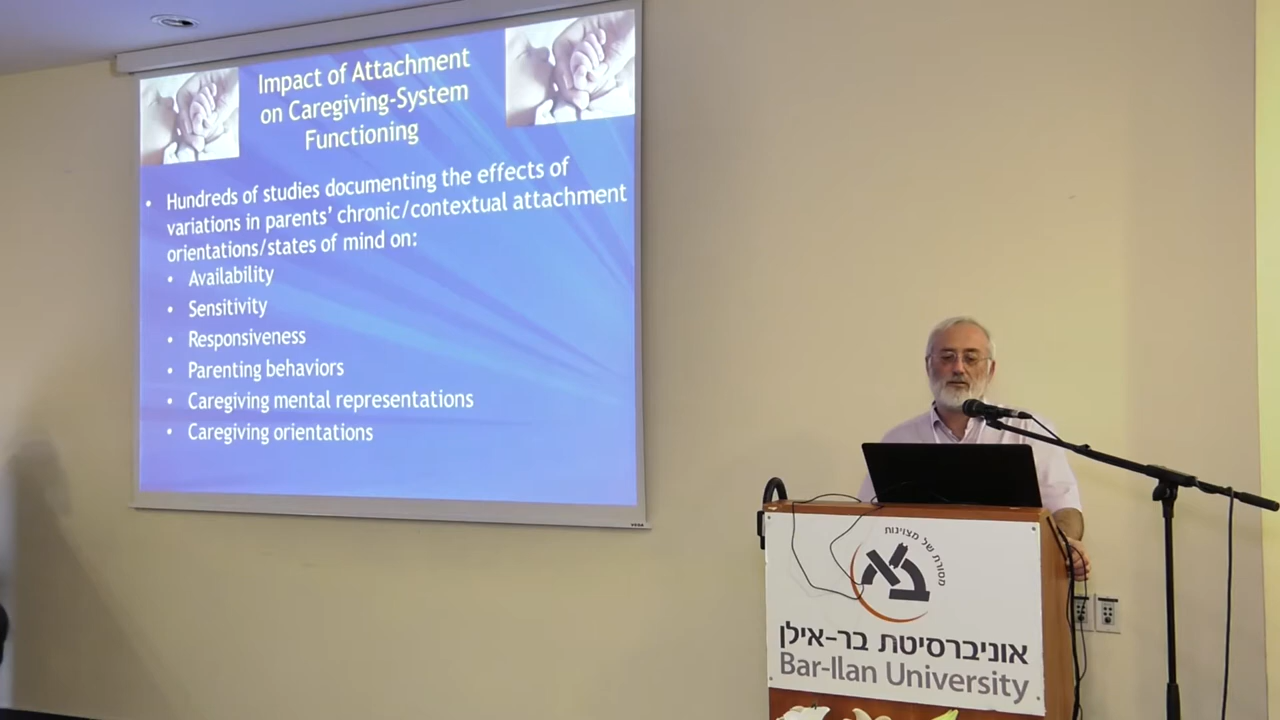 Impact of Attachment
on Caregiving-System
Functioning
• Hundreds of studies documenting the effects of
variations in parents' chronic/contextual attachment
orientations/states of mind on:
• Availability
• Sensitivity
• Responsiveness
• Parenting behaviors
• Caregiving mental representations
• Caregiving orientations
מסורת של מצוינות
בא
אוניברסיטת בר-אילן
Bar-Ilan University